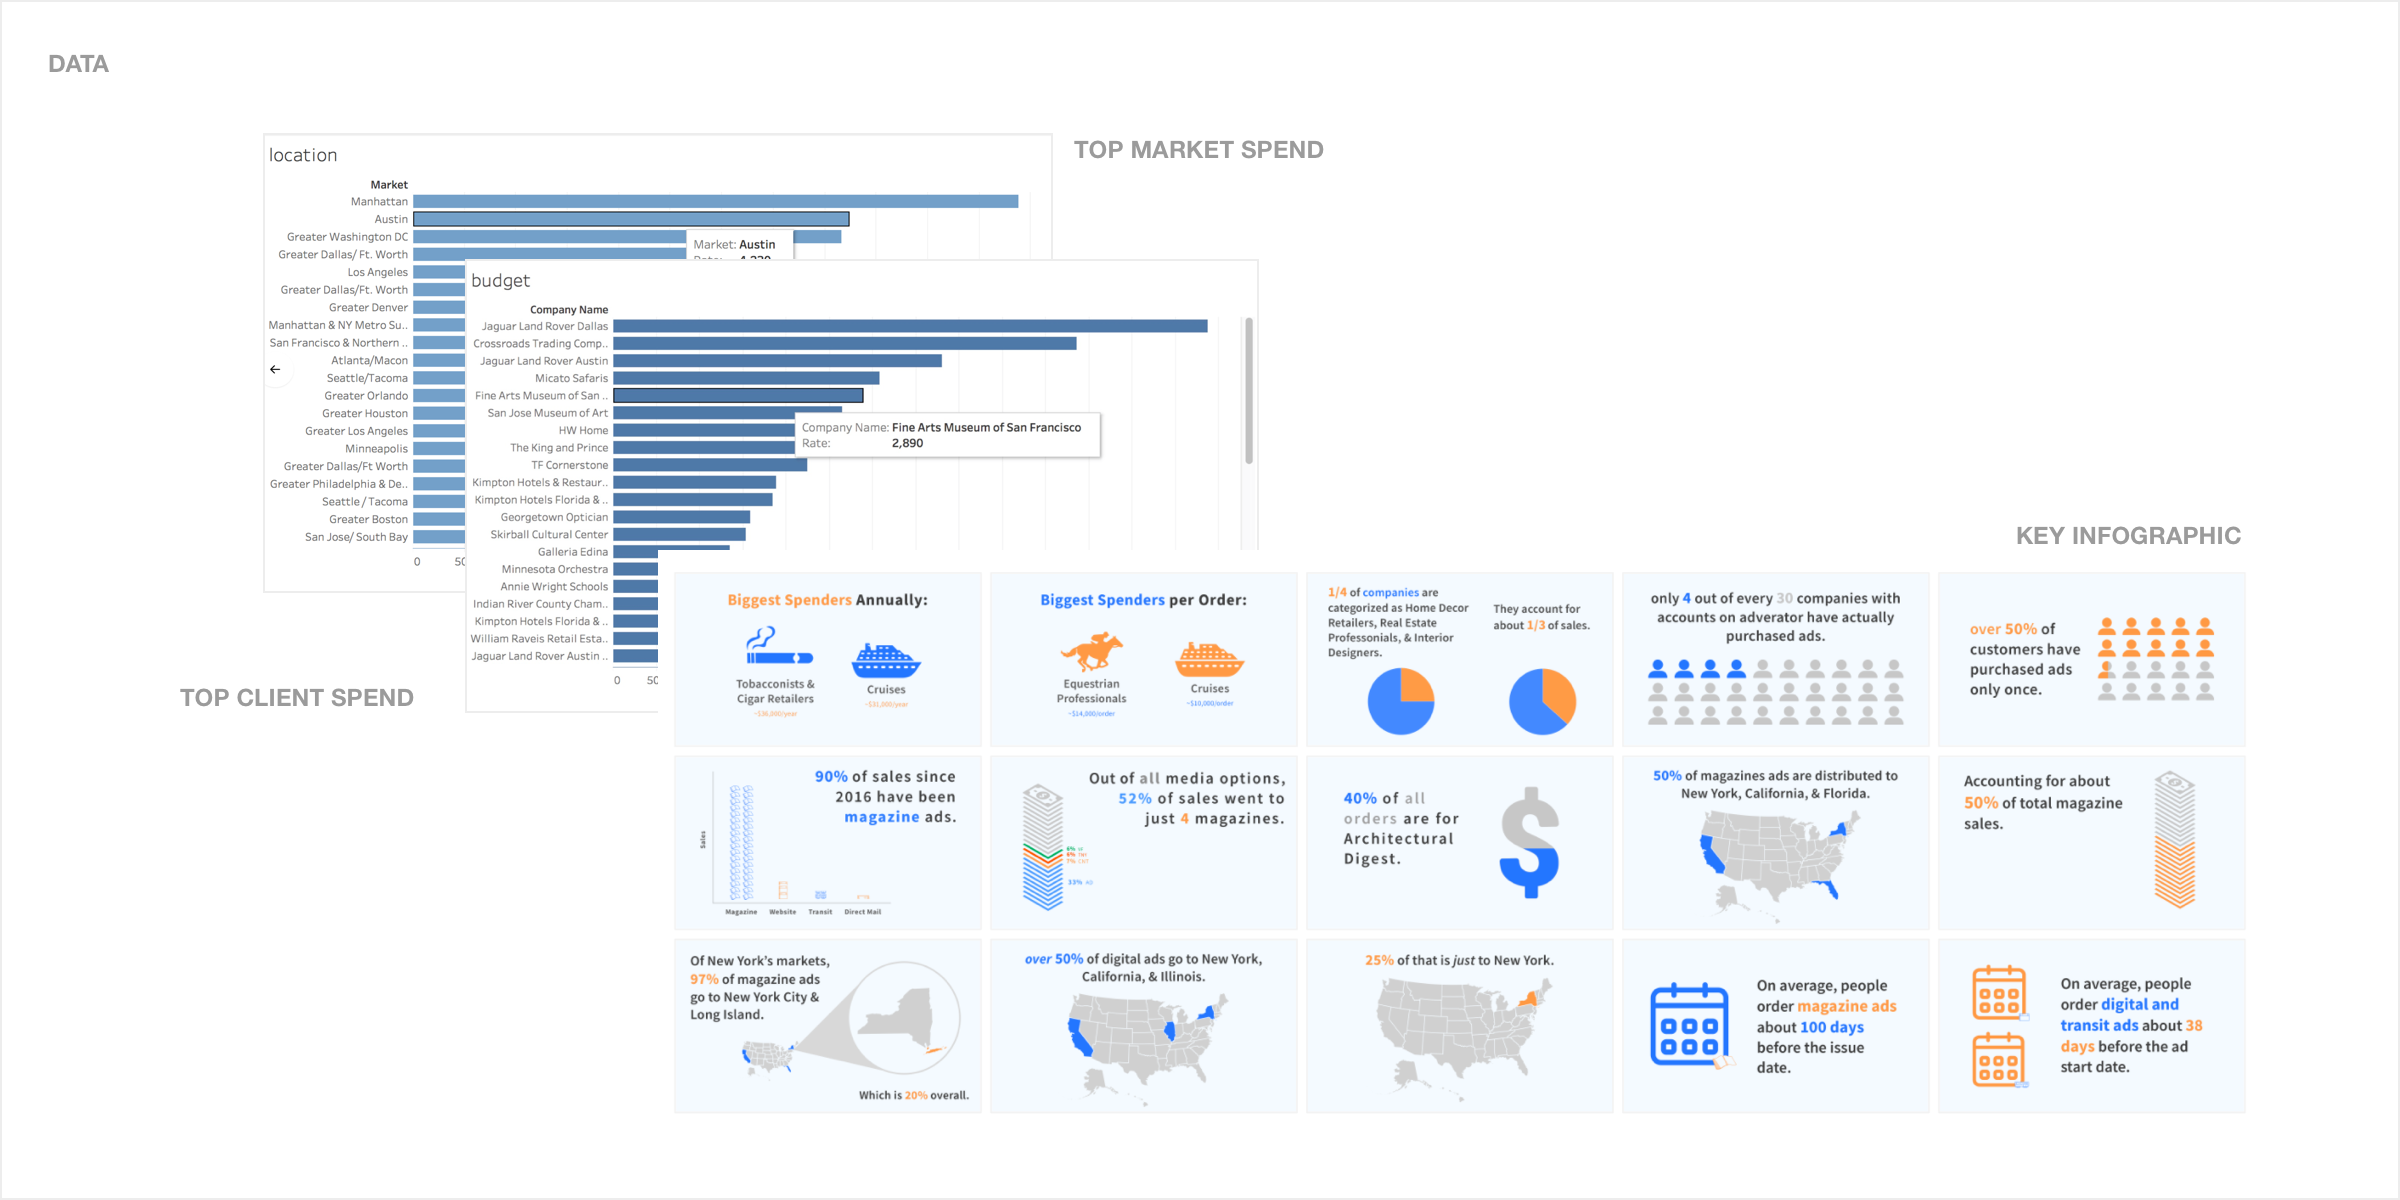 DATA
TOP MARKET SPEND
location
Market
Manhattan
Austin
Greater Washington DC
Greater Dallas/ Ft. Worth
Los Angeles
Greater Dallas/Ft. Worth
Greater Denver
Manhattan & NY Metro Su..
San Francisco & Northern ..
Atlanta/Macon
Seattle/Tacoma
Greater Orlando
Greater Houston
Greater Los Angeles
Minneapolis
Greater Dallas/Ft Worth
Greater Philadelphia & De..
Seattle / Tacoma
Greater Boston
San Jose/ South Bay
0
50
Market: Austin
TOP CLIENT SPEND
budget
Company Name
Jaguar Land Rover Dallas
Crossroads Trading Comp..
Jaguar Land Rover Austin
Micato Safaris
Fine Arts Museum of San ..
San Jose Museum of Art
HW Home
The King and Prince
TF Cornerstone
Kimpton Hotels & Restaur..
Kimpton Hotels Florida & ..
Georgetown Optician
Skirball Cultural Center
Galleria Edina
Minnesota Orchestra
Annie Wright Schools
Indian River County Cham..
Kimpton Hotels Florida & ..
William Raveis Retail Esta..
Jaguar Land Rover Austin ..
0
50
Company Name: Fine Arts Museum of San Francisco
Rate: 2,890
KEY INFOGRAPHIC
Biggest Spenders Annually:
Tobacconists &
Cigar Retailers
~$36,000/year
Cruises
~$31,000/year
Biggest Spenders per Order:
Equestrian
Professionals
~$14,000/order
Cruises
~$10,000/order
1/4 of companies are
categorized as Home Decor
Retailers, Real Estate
Professonials, & Interior
Designers.
They account for
about 1/3 of sales.
only 4 out of every 30 companies with
accounts on adverator have actually
purchased ads.
over 50% of
customers have
purchased ads
only once.
90% of sales since
2016 have been
magazine ads.
Sales
Magazine
Website
Transit
Direct Mail
Out of all media options,
52% of sales went to
just 4 magazines.
33% AD
40% of all
orders are for
Architectural
Digest.
50% of magazines ads are distributed to
New York, California, & Florida.
Accounting for about
50% of total magazine
sales.
Of New York's markets,
97% of magazine ads
go to New York City &
Long Island.
Which is 20% overall.
over 50% of digital ads go to New York,
California, & Illinois.
25% of that is just to New York.
On average, people
order magazine ads
about 100 days
before the issue
date.
On average, people
order digital and
transit ads about 38
days before the ad
start date.